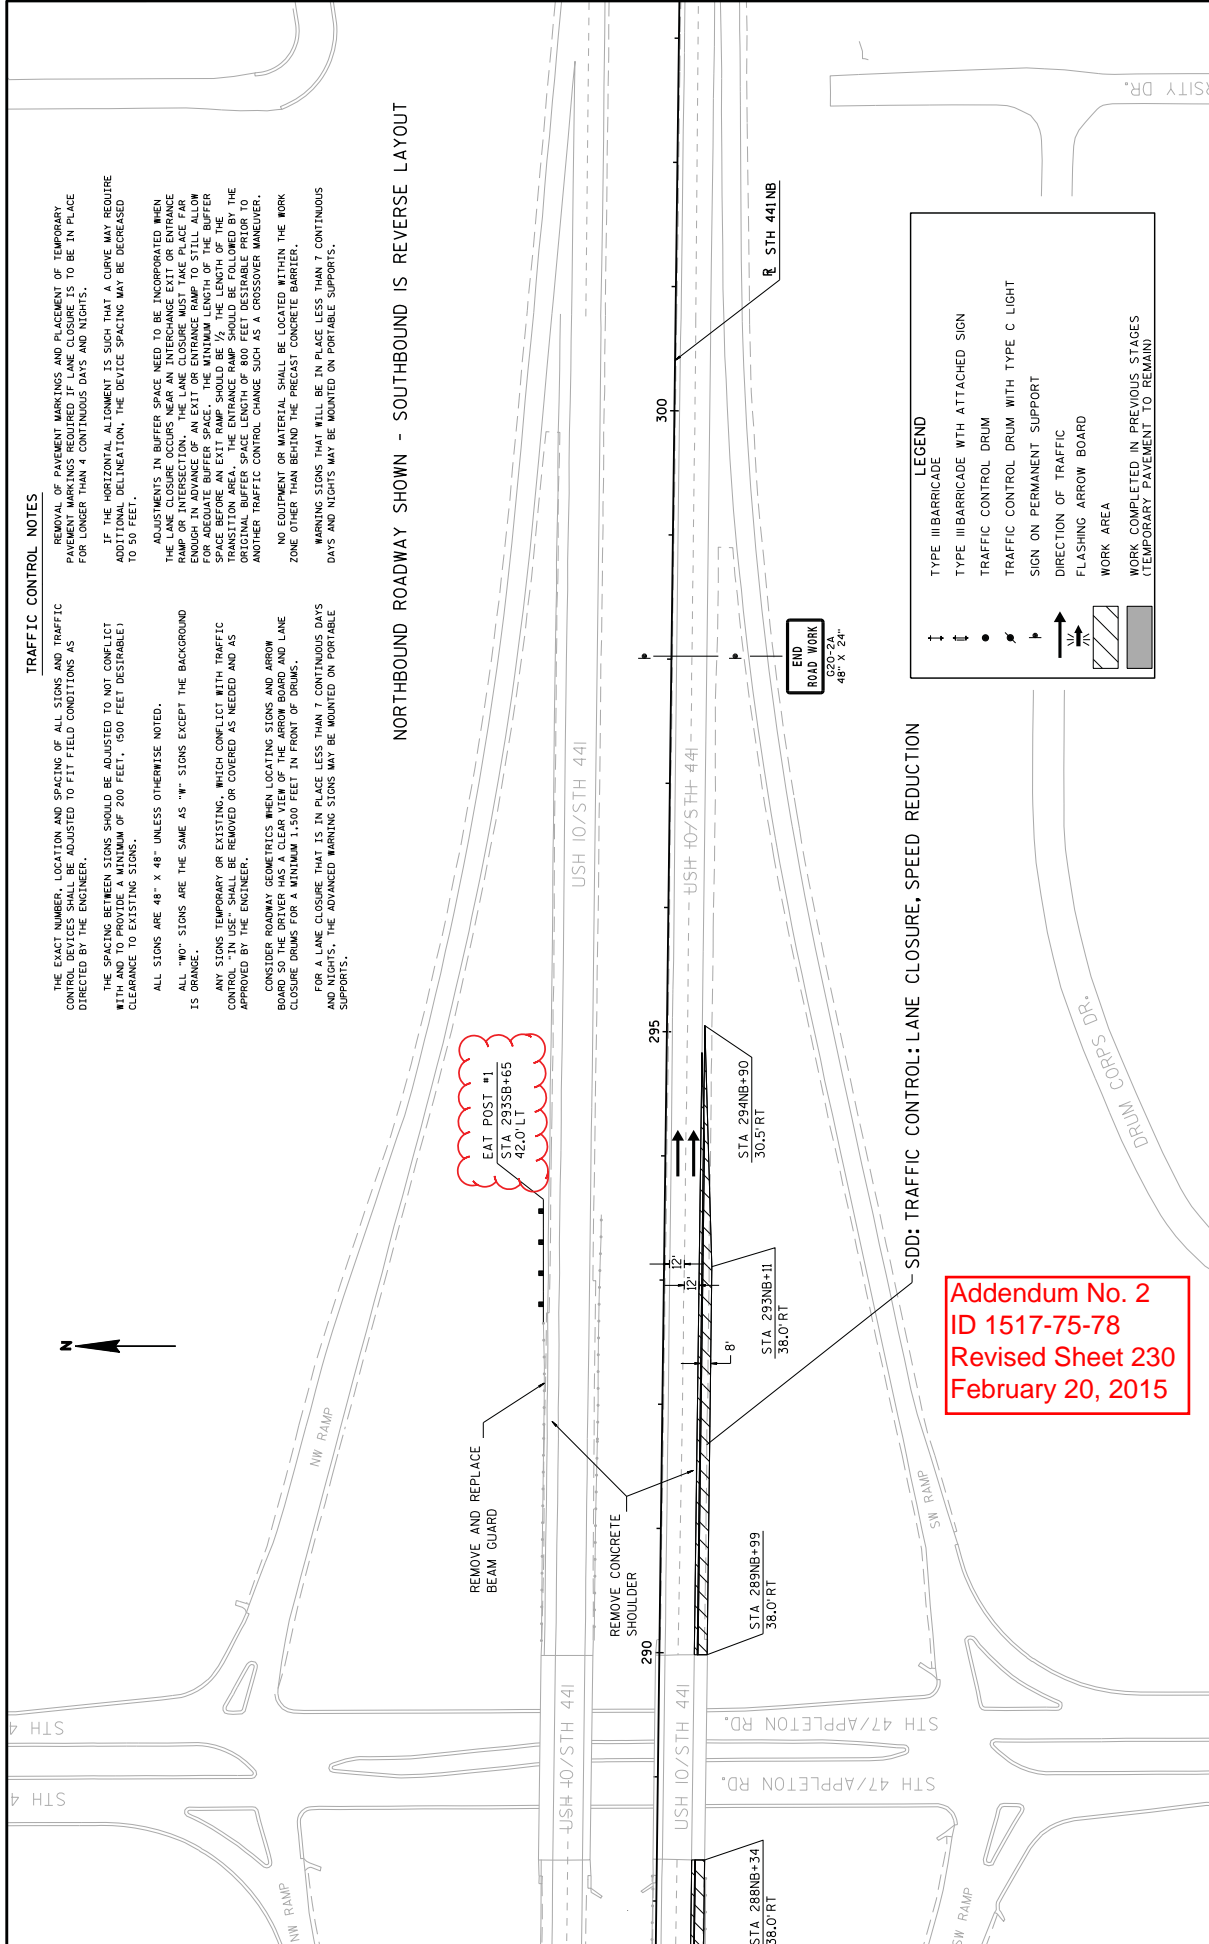 TRAFFIC CONTROL NOTES
THE EXACT NUMBER, LOCATION AND SPACING OF ALL SIGNS AND TRAFFIC
CONTROL DEVICES SHALL BE ADJUSTED TO FIT FIELD CONDITIONS AS
DIRECTED BY THE ENGINEER.
THE SPACING BETWEEN SIGNS SHOULD BE ADJUSTED TO NOT CONFLICT
WITH AND TO PROVIDE A MINIMUM OF 200 FEET. (500 FEET DESIRABLE)
CLEARANCE TO EXISTING SIGNS.
ALL SIGNS ARE 48" X 48" UNLESS OTHERWISE NOTED.
ALL "WO" SIGNS ARE THE SAME AS "W" SIGNS EXCEPT THE BACKGROUND
IS ORANGE.
ANY SIGNS TEMPORARY OR EXISTING, WHICH CONFLICT WITH TRAFFIC
CONTROL "IN USE" SHALL BE REMOVED OR COVERED AS NEEDED AND AS
APPROVED BY THE ENGINEER.
CONSIDER ROADWAY GEOMETRICS WHEN LOCATING SIGNS AND ARROW
BOARD SO THE DRIVER HAS A CLEAR VIEW OF THE ARROW BOARD AND LANE
CLOSURE DRUMS FOR A MINIMUM 1,500 FEET IN FRONT OF DRUMS.
FOR A LANE CLOSURE THAT IS IN PLACE LESS THAN 7 CONTINUOUS DAYS
AND NIGHTS, THE ADVANCED WARNING SIGNS MAY BE MOUNTED ON PORTABLE
SUPPORTS.
REMOVAL OF PAVEMENT MARKINGS AND PLACEMENT OF TEMPORARY
PAVEMENT MARKINGS REQUIRED IF LANE CLOSURE IS TO BE IN PLACE
FOR LONGER THAN 4 CONTINUOUS DAYS AND NIGHTS.
IF THE HORIZONTAL ALIGNMENT IS SUCH THAT A CURVE MAY REQUIRE
ADDITIONAL DELINEATION, THE DEVICE SPACING MAY BE DECREASED
TO 50 FEET.
ADJUSTMENTS IN BUFFER SPACE NEED TO BE INCORPORATED WHEN
THE LANE CLOSURE OCCURS NEAR AN INTERCHANGE EXIT OR ENTRANCE
RAMP OR INTERSECTION. THE LANE CLOSURE MUST TAKE PLACE FAR
ENOUGH IN ADVANCE OF AN EXIT OR ENTRANCE RAMP TO STILL ALLOW
FOR ADEQUATE BUFFER SPACE. THE MINIMUM LENGTH OF THE BUFFER
SPACE BEFORE AN EXIT RAMP SHOULD BE ½ THE LENGTH OF THE
TRANSITION AREA. THE ENTRANCE RAMP SHOULD BE FOLLOWED BY THE
ORIGINAL BUFFER SPACE LENGTH OF 800 FEET DESIRABLE PRIOR TO
ANOTHER TRAFFIC CONTROL CHANGE SUCH AS A CROSSOVER MANEUVER.
NO EQUIPMENT OR MATERIAL SHALL BE LOCATED WITHIN THE WORK
ZONE OTHER THAN BEHIND THE PRECAST CONCRETE BARRIER.
WARNING SIGNS THAT WILL BE IN PLACE LESS THAN 7 CONTINUOUS
DAYS AND NIGHTS MAY BE MOUNTED ON PORTABLE SUPPORTS.
NORTHBOUND ROADWAY SHOWN - SOUTHBOUND IS REVERSE LAYOUT
N
STH 4
STH 4
NW RAMP
NW RAMP
EAT POST #1
STA 293SB+65
42.0' LT
REMOVE AND REPLACE
BEAM GUARD
REMOVE CONCRETE
SHOULDER
USH 10/STH 441
USH 10/STH 441
USH 10/STH 441
USH 10/STH 441
290
295
300
12'
12'
8'
STA 288NB+34
38.0' RT
STA 289NB+99
38.0' RT
STA 293NB+11
38.0' RT
STA 294NB+90
30.5' RT
STH 47/APPLETON RD.
STH 47/APPLETON RD.
END
ROAD WORK
G20-2A
48" X 24"
STH 441NB
SDD: TRAFFIC CONTROL: LANE CLOSURE, SPEED REDUCTION
SW RAMP
SW RAMP
DRUM CORPS DR.
RSITY DR.
LEGEND
TYPE III BARRICADE
TYPE III BARRICADE WTH ATTACHED SIGN
TRAFFIC CONTROL DRUM
TRAFFIC CONTROL DRUM WITH TYPE C LIGHT
SIGN ON PERMANENT SUPPORT
DIRECTION OF TRAFFIC
FLASHING ARROW BOARD
WORK AREA
WORK COMPLETED IN PREVIOUS STAGES
(TEMPORARY PAVEMENT TO REMAIN)
Addendum No. 2
ID 1517-75-78
Revised Sheet 230
February 20, 2015